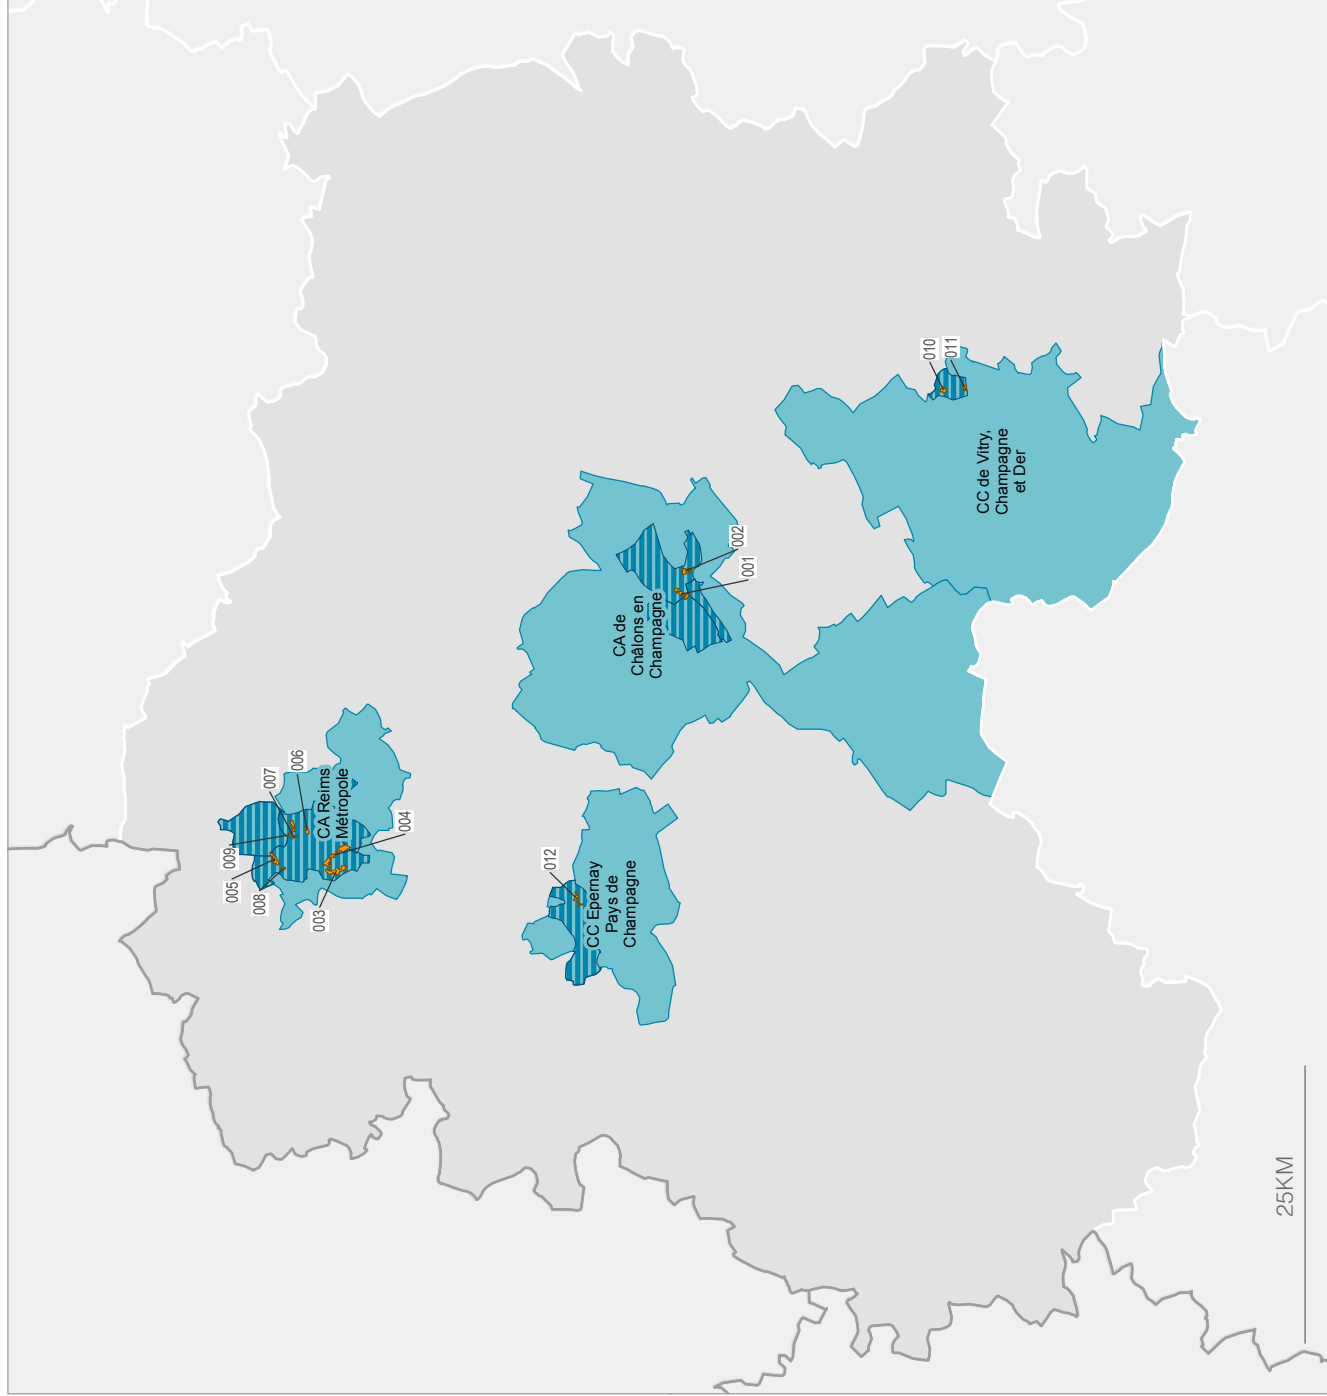 010
011
CC de Vitry,
Champagne
et Der
002
001
CA de
Châlons en
Champagne
007
006
CA Reims
Métropole
004
009
005
008
003
012
CC Epernay
Pays de
Champagne
25KM